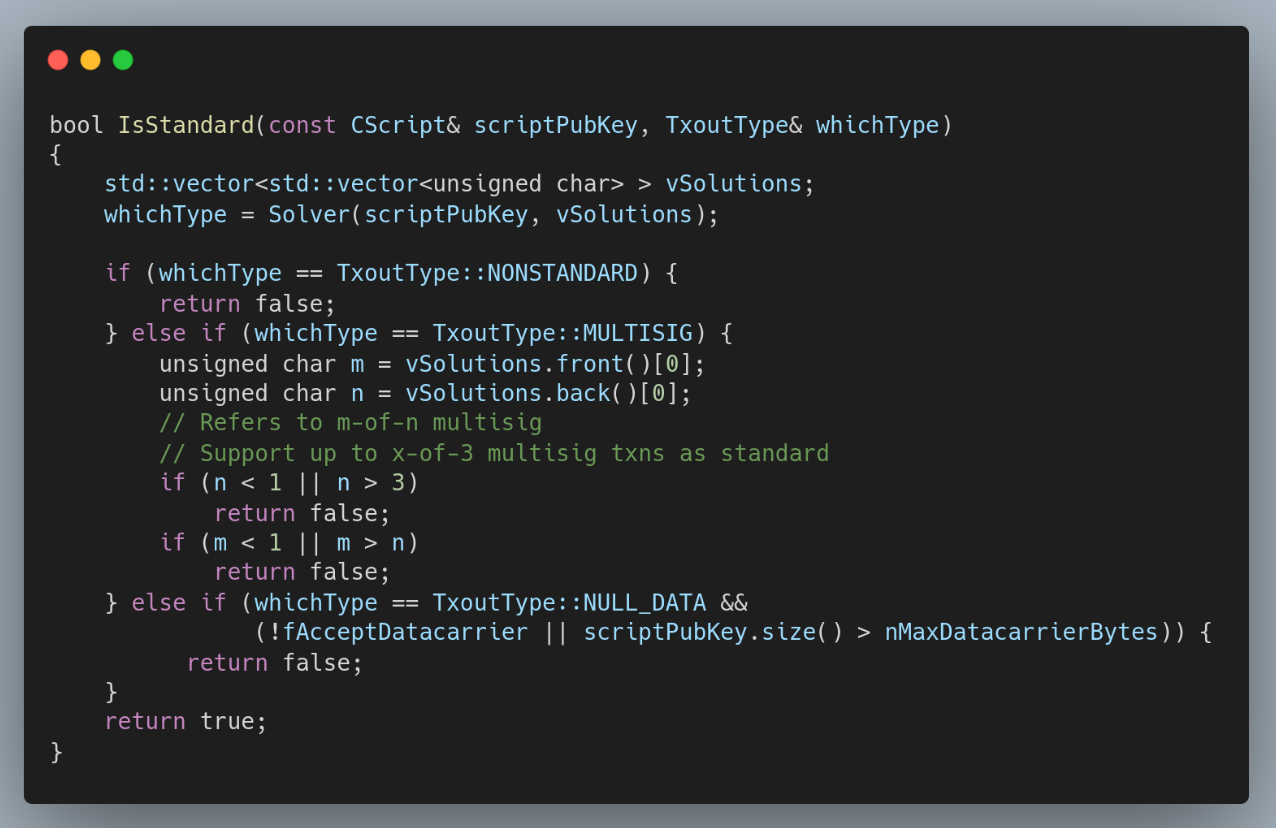 bool IsStandard(const CScript& scriptPubKey, TxoutType& whichType)
{
    std::vector<std::vector<unsigned char> > vSolutions;
    whichType = Solver(scriptPubKey, vSolutions);

    if (whichType == TxoutType::NONSTANDARD) {
        return false;
    } else if (whichType == TxoutType::MULTISIG) {
        unsigned char m = vSolutions.front()[0];
        unsigned char n = vSolutions.back()[0];
        // Refers to m-of-n multisig
        // Support up to x-of-3 multisig txns as standard
        if (n < 1 || n > 3)
            return false;
        if (m < 1 || m > n)
            return false;
    } else if (whichType == TxoutType::NULL_DATA &&
               (!fAcceptDatacarrier || scriptPubKey.size() > nMaxDatacarrierBytes)) {
          return false;
    }
    return true;
}